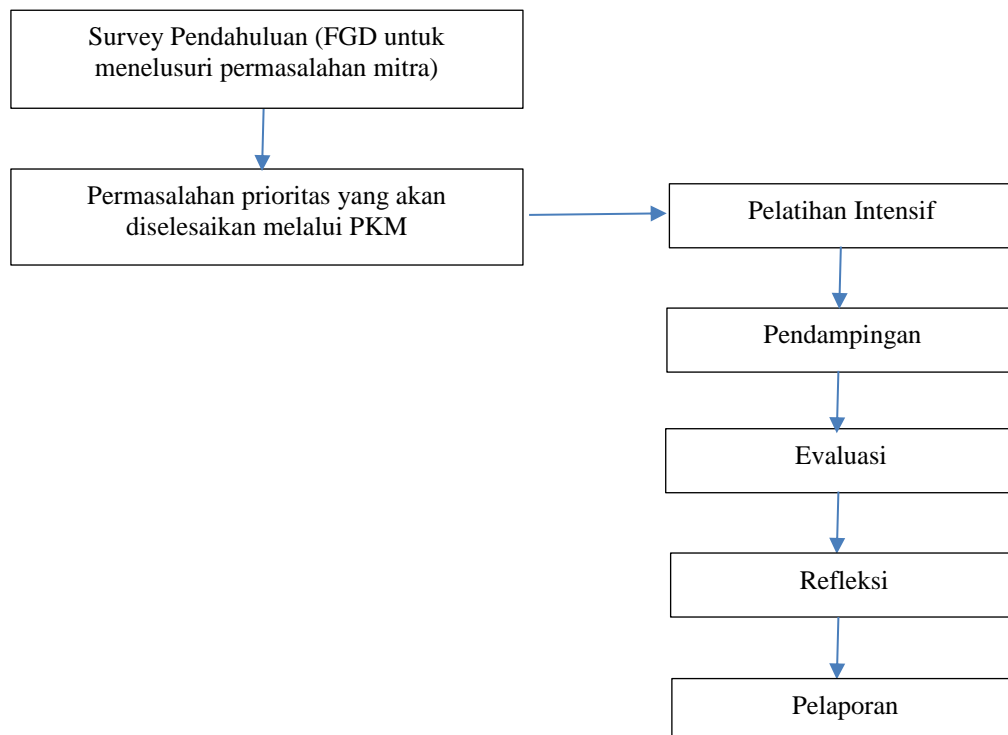 Survey Pendahuluan (FGD untuk
menelusuri permasalahan mitra)
Permasalahan prioritas yang akan
diselesaikan melalui PKM
Pelatihan Intensif
Pendampingan
Evaluasi
Refleksi
Pelaporan